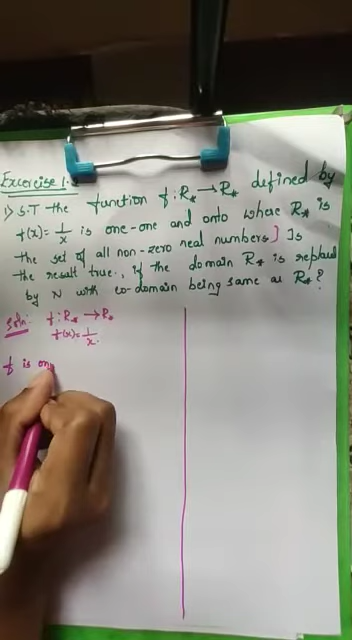 Excercise 1.
1) S.T the function f: R* → R* defined by
f(x) = 1/x is one-one and onto where R* is
the set of all non-zero real numbers] Is
the result true., if the domain R* is replaced
by N with co-domain being same as R*?
Soln: f: R* → R*
f(x) = 1/x.
f is on